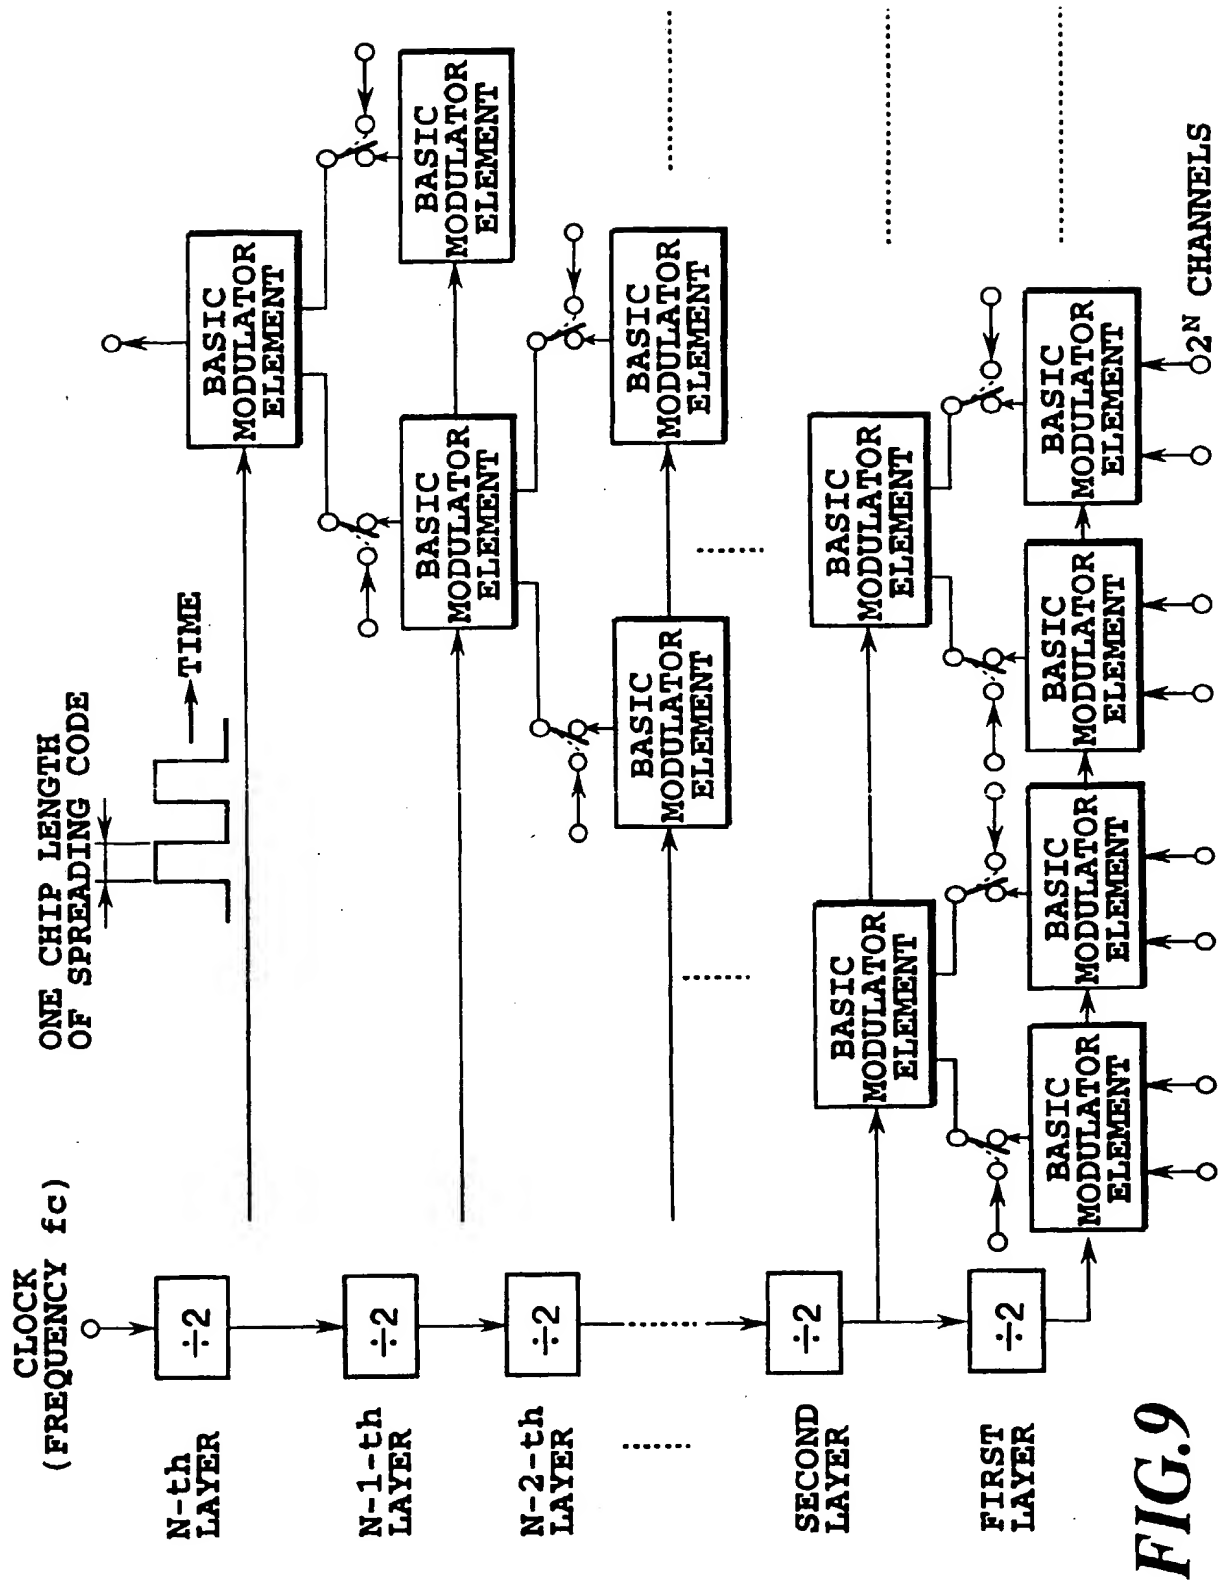 CLOCK
(FREQUENCY fc)
ONE CHIP LENGTH
OF SPREADING CODE
TIME
N-th
LAYER
÷2
BASIC
MODULATOR
ELEMENT
N-1-th
LAYER
÷2
BASIC
MODULATOR
ELEMENT
BASIC
MODULATOR
ELEMENT
N-2-th
LAYER
÷2
BASIC
MODULATOR
ELEMENT
BASIC
MODULATOR
ELEMENT
SECOND
LAYER
÷2
BASIC
MODULATOR
ELEMENT
BASIC
MODULATOR
ELEMENT
FIRST
LAYER
÷2
BASIC
MODULATOR
ELEMENT
BASIC
MODULATOR
ELEMENT
BASIC
MODULATOR
ELEMENT
BASIC
MODULATOR
ELEMENT
2ᴺ CHANNELS
FIG.9